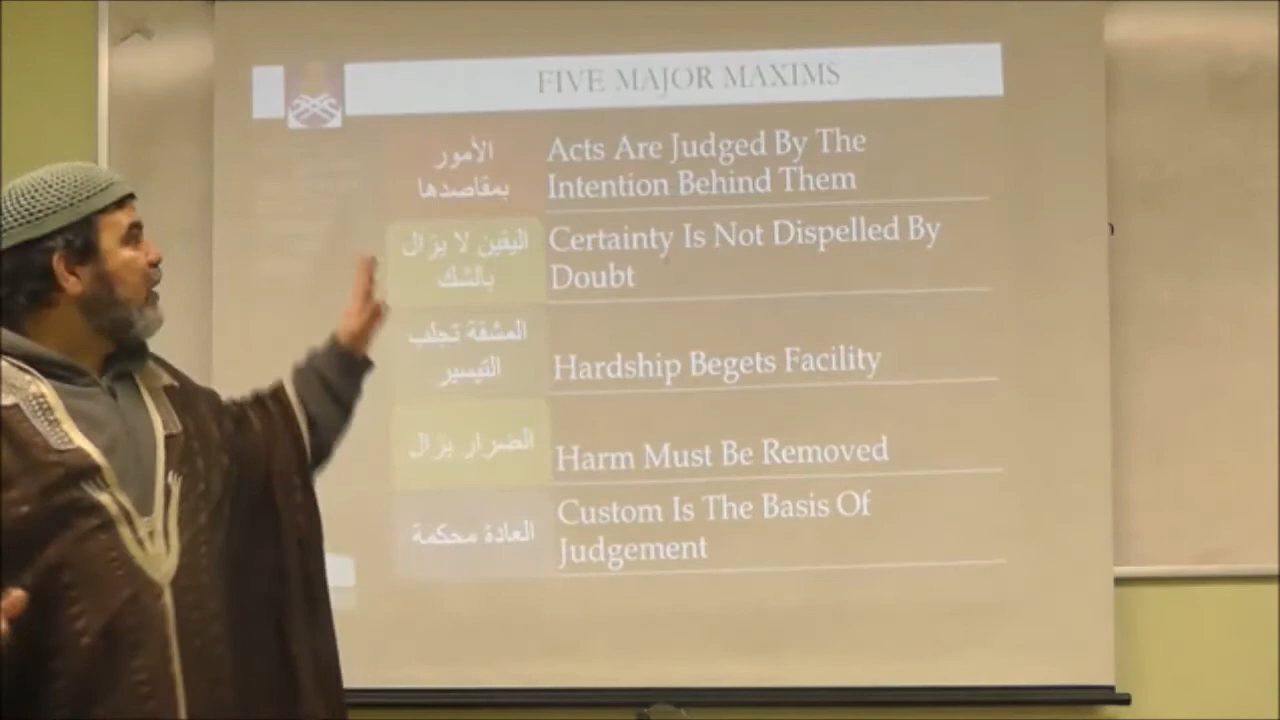 FIVE MAJOR MAXIMS
الأمور
بمقاصدها
Acts Are Judged By The
Intention Behind Them
اليقين لا يزال
بالشك
Certainty Is Not Dispelled By
Doubt
المشقة تجلب
التيسير
Hardship Begets Facility
الضرار يزال
Harm Must Be Removed
العادة محكمة
Custom Is The Basis Of
Judgement